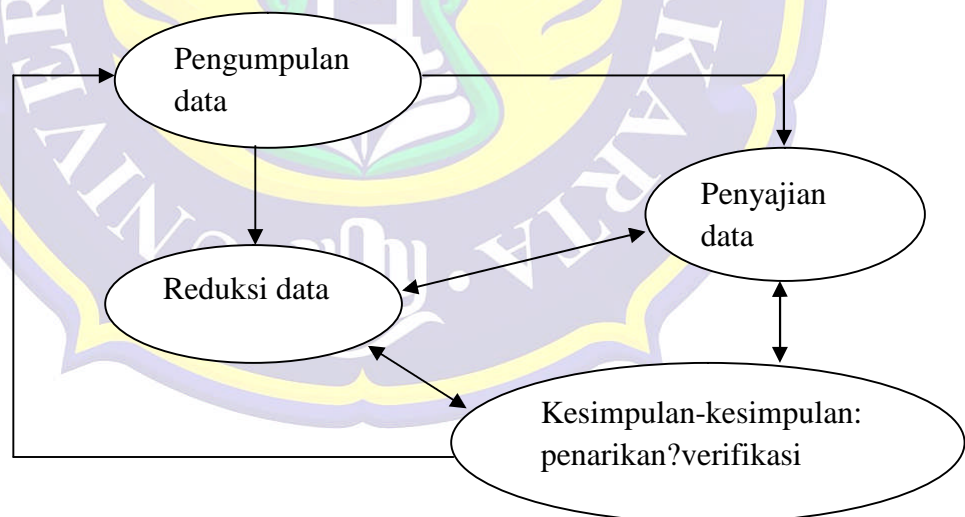 Pengumpulan
data
Penyajian
data
Reduksi data
Kesimpulan-kesimpulan:
penarikan?verifikasi